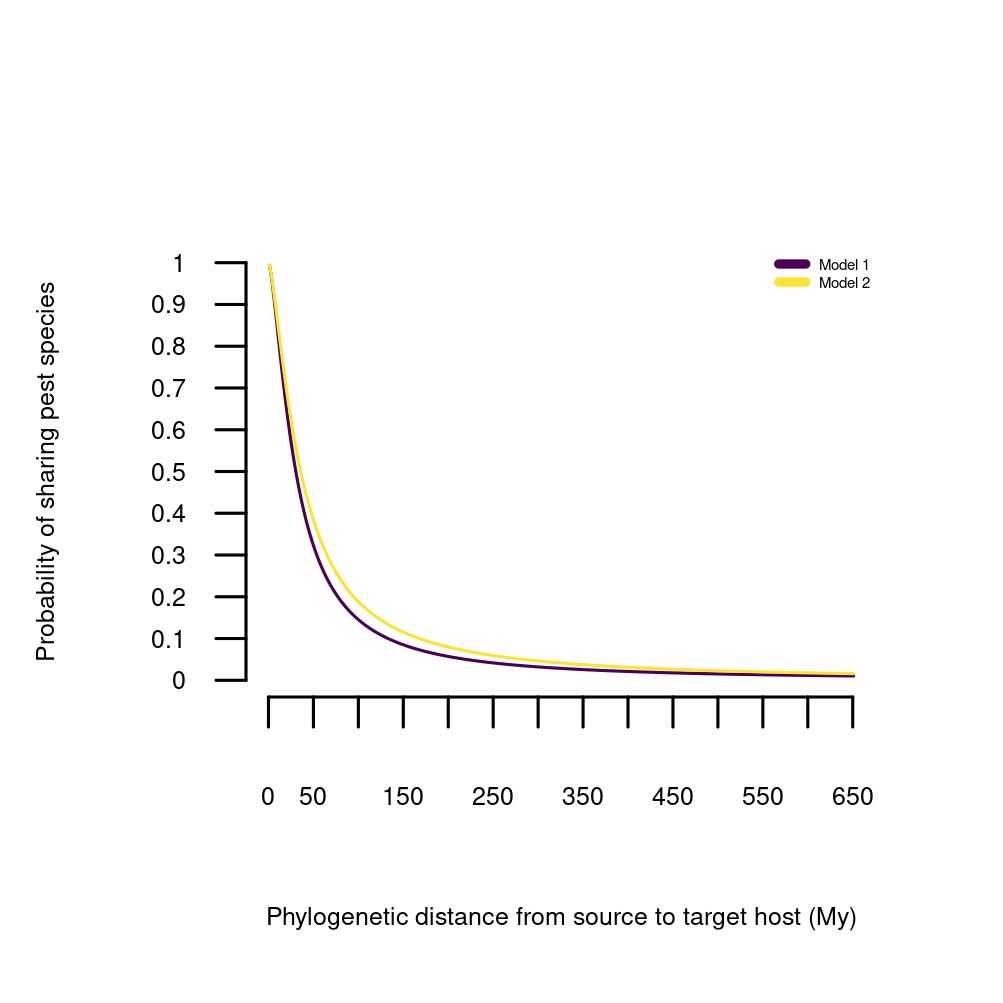 Model 1
Model 2
Probability of sharing pest species
1
0.9
0.8
0.7
0.6
0.5
0.4
0.3
0.2
0.1
0
0 50 150 250 350 450 550 650
Phylogenetic distance from source to target host (My)